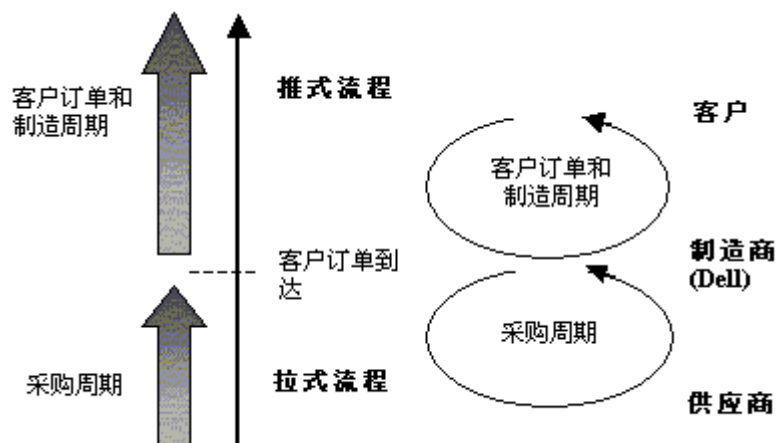 客户订单和
制造周期
推式流程
客户订单到
达
采购周期
拉式流程
客户
客户订单和
制造周期
制造商
(Dell)
采购周期
供应商